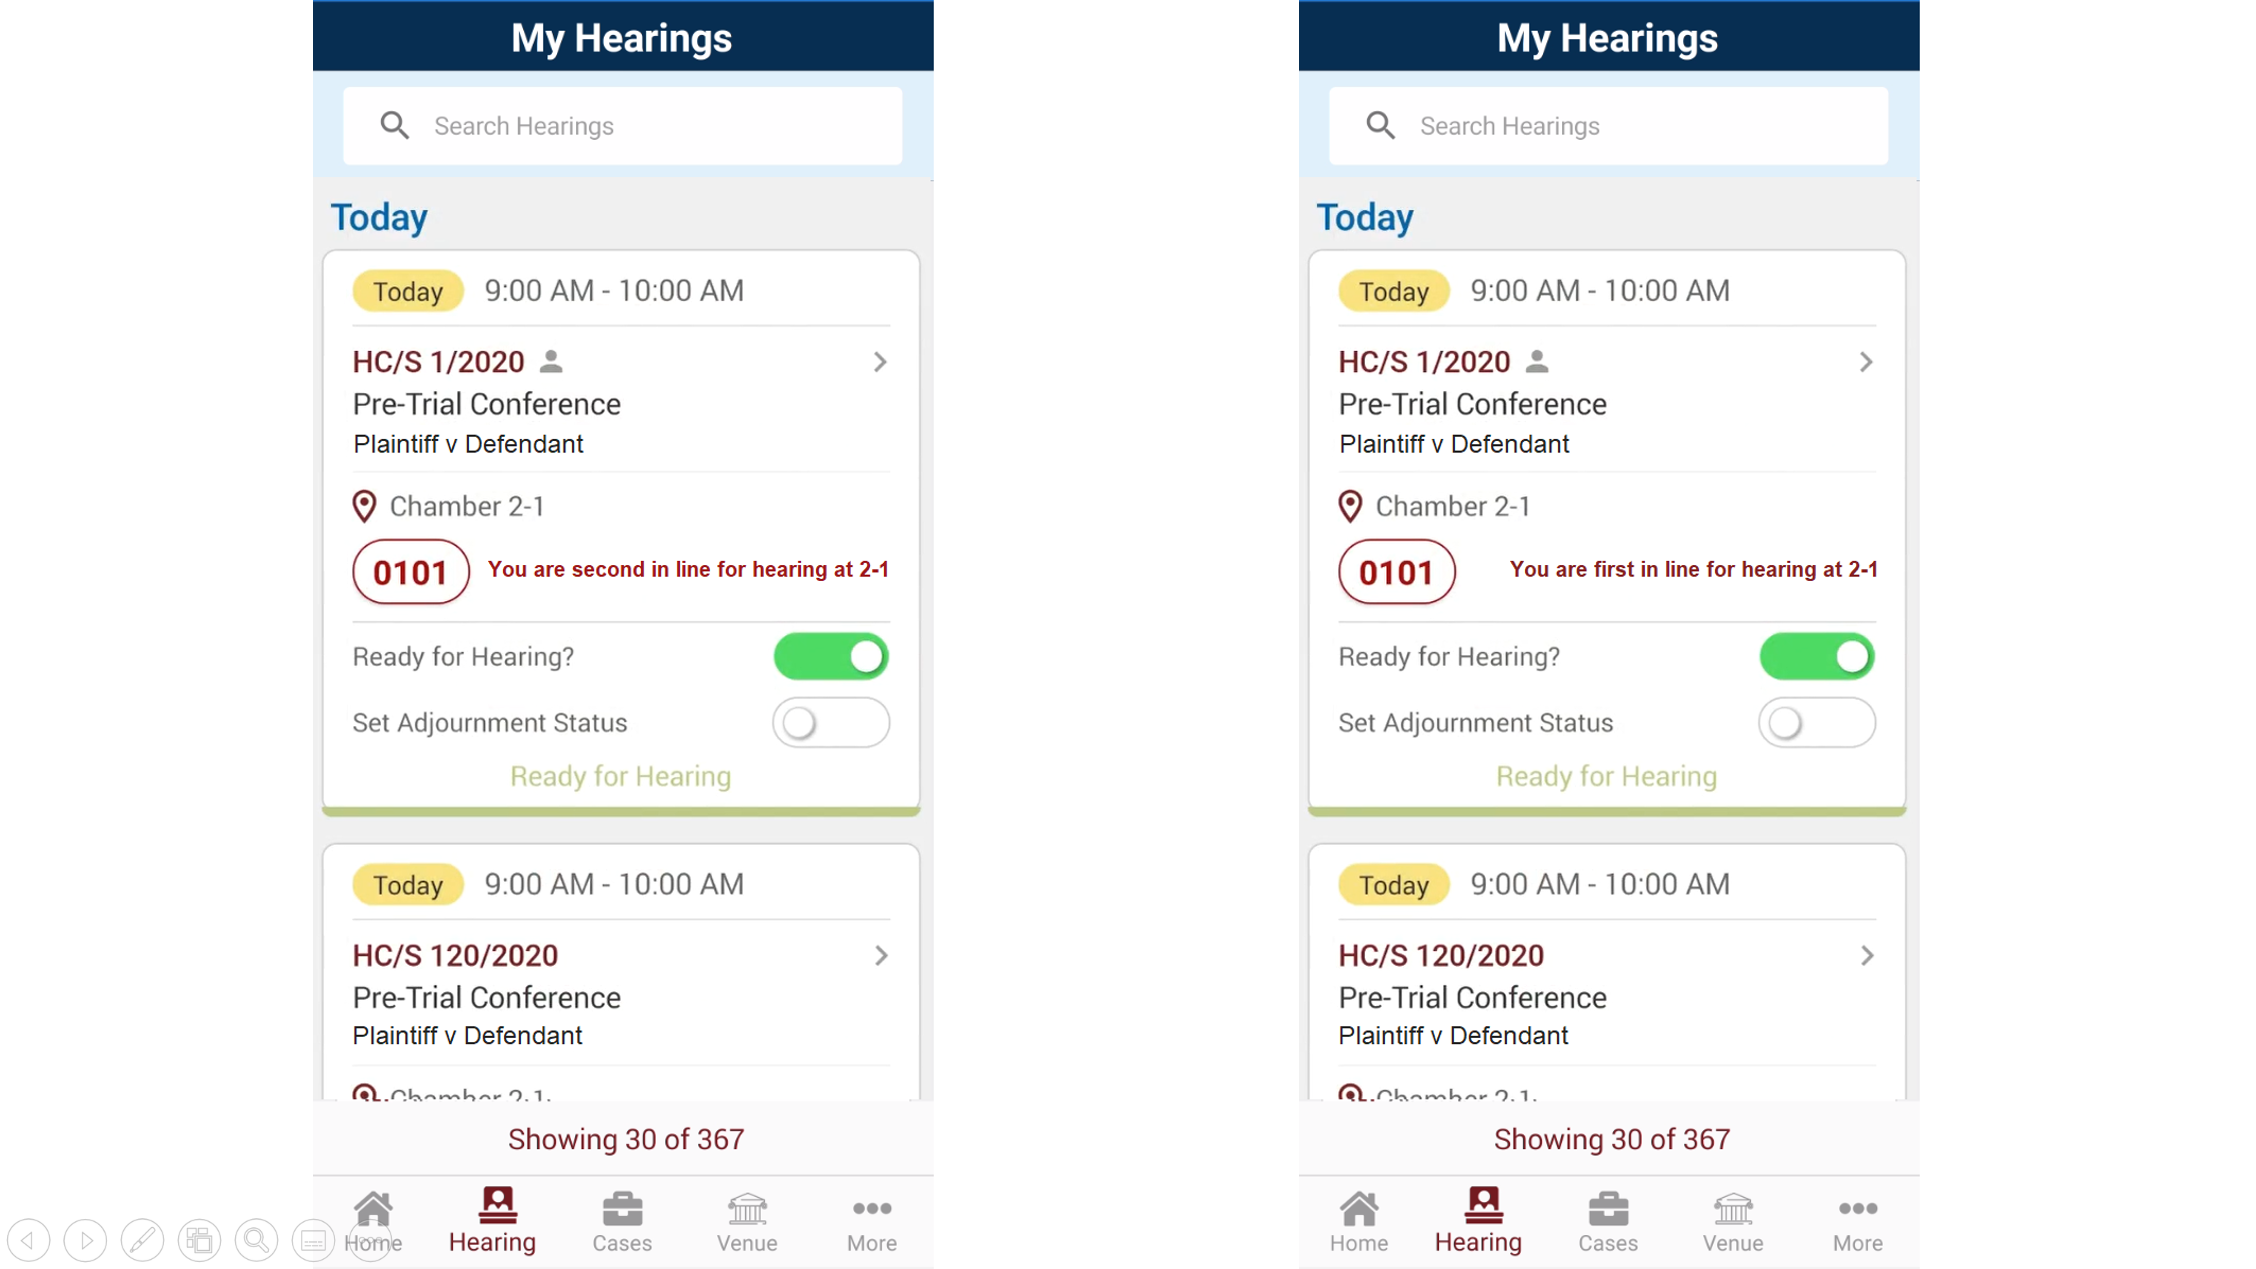 My Hearings
Search Hearings
Today
Today 9:00 AM - 10:00 AM
HC/S 1/2020
Pre-Trial Conference
Plaintiff v Defendant
Chamber 2-1
0101 You are second in line for hearing at 2-1
Ready for Hearing?
Set Adjournment Status
Ready for Hearing
Today 9:00 AM - 10:00 AM
HC/S 120/2020
Pre-Trial Conference
Plaintiff v Defendant
Chamber 2-1
Showing 30 of 367
Home Hearing Cases Venue More
My Hearings
Search Hearings
Today
Today 9:00 AM - 10:00 AM
HC/S 1/2020
Pre-Trial Conference
Plaintiff v Defendant
Chamber 2-1
0101 You are first in line for hearing at 2-1
Ready for Hearing?
Set Adjournment Status
Ready for Hearing
Today 9:00 AM - 10:00 AM
HC/S 120/2020
Pre-Trial Conference
Plaintiff v Defendant
Chamber 2-1
Showing 30 of 367
Home Hearing Cases Venue More